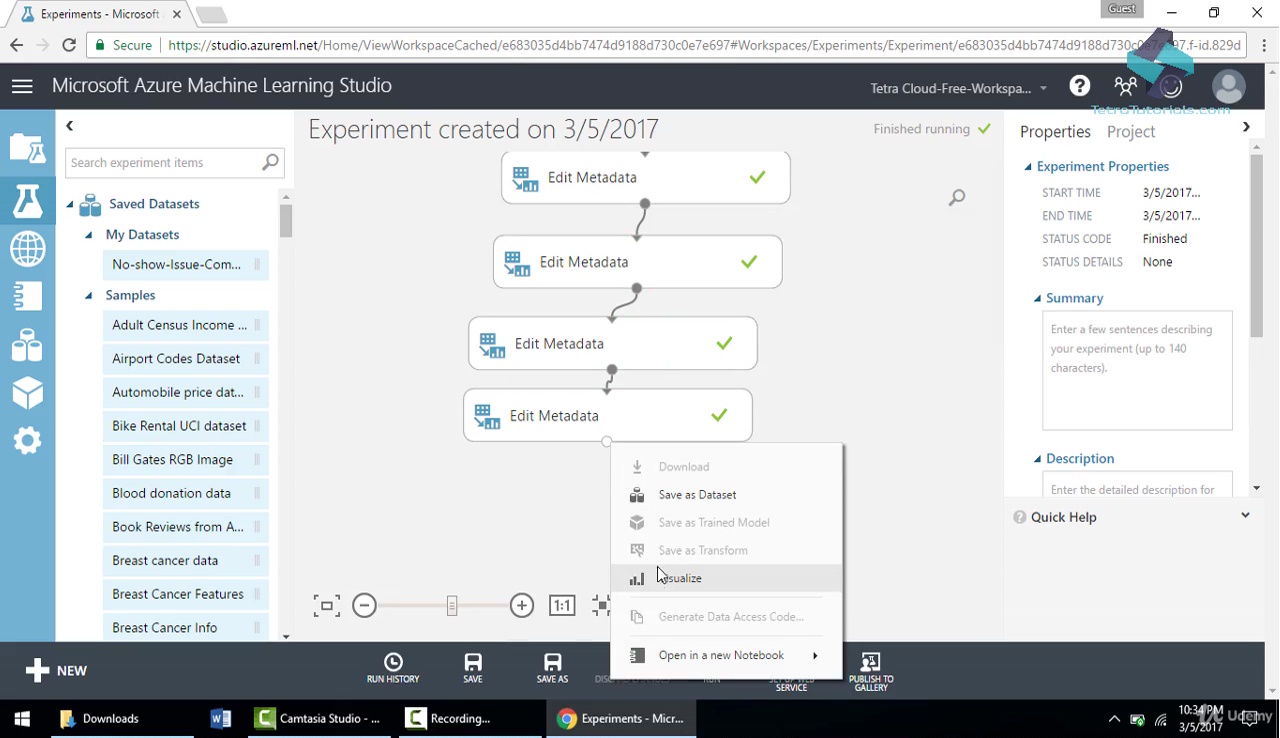 Experiments - Microsoft
Guest
Secure
https://studio.azureml.net/Home/ViewWorkspaceCached/e683035d4bb7474d9188d730c0e7e697#Workspaces/Experiments/Experiment/e683035d4bb7474d9188d730c0e7e697.f-id.829d
Microsoft Azure Machine Learning Studio
Tetra Cloud-Free-Workspa...
TetraTutorials.com
Search experiment items
Saved Datasets
My Datasets
No-show-Issue-Com...
Samples
Adult Census Income ...
Airport Codes Dataset
Automobile price dat...
Bike Rental UCI dataset
Bill Gates RGB Image
Blood donation data
Book Reviews from A...
Breast cancer data
Breast Cancer Features
Breast Cancer Info
Experiment created on 3/5/2017
Finished running
Edit Metadata
Edit Metadata
Edit Metadata
Edit Metadata
Download
Save as Dataset
Save as Trained Model
Save as Transform
Visualize
Generate Data Access Code...
Open in a new Notebook
1:1
Properties
Project
Experiment Properties
START TIME 3/5/2017...
END TIME 3/5/2017...
STATUS CODE Finished
STATUS DETAILS None
Summary
Enter a few sentences describing
your experiment (up to 140
characters).
Description
Enter the detailed description for
Quick Help
NEW
RUN HISTORY
SAVE
SAVE AS
RUN
SET UP WEB
SERVICE
PUBLISH TO
GALLERY
Downloads
Camtasia Studio - ...
Recording...
Experiments - Micr...
10:34 PM
3/5/2017
Udemy